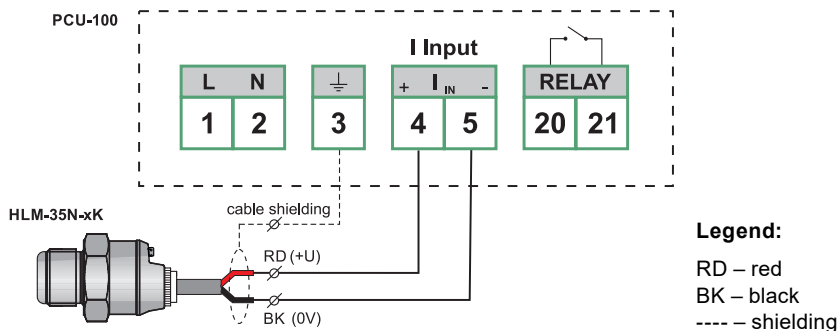 PCU-100
I Input
L N
+ I IN -
RELAY
1 2
3
4 5
20 21
cable shielding
HLM-35N-xK
RD (+U)
BK (0V)
Legend:
RD – red
BK – black
---- – shielding